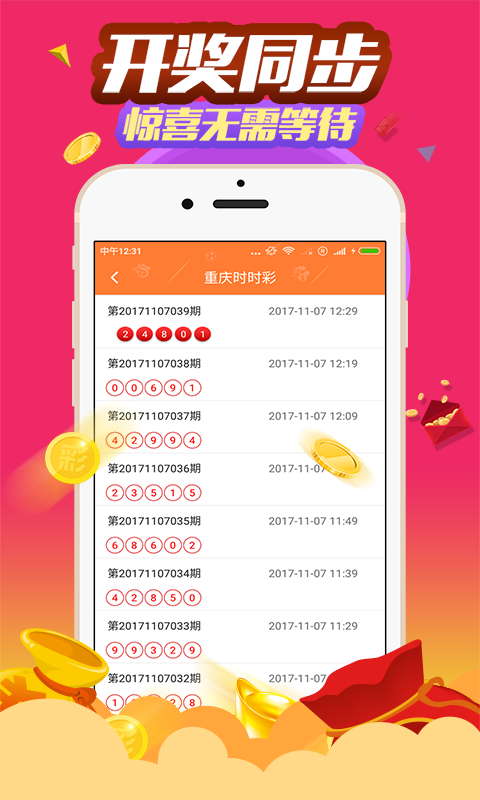 开奖同步
惊喜无需等待
中午12:31
重庆时时彩
第20171107039期 2017-11-07 12:29
2 4 8 0 1
第20171107038期 2017-11-07 12:19
0 0 6 9 1
第20171107037期 2017-11-07 12:09
4 2 9 9 4
第20171107036期 2017-11-07
2 3 5 1 5
彩
第20171107035期 2017-11-07 11:49
6 8 6 0 2
第20171107034期 2017-11-07 11:39
4 2 8 5 0
第20171107033期 2017-11-07 11:29
9 9 3 2 9
第20171107032期 2017-11-07 11:19
1 2 8